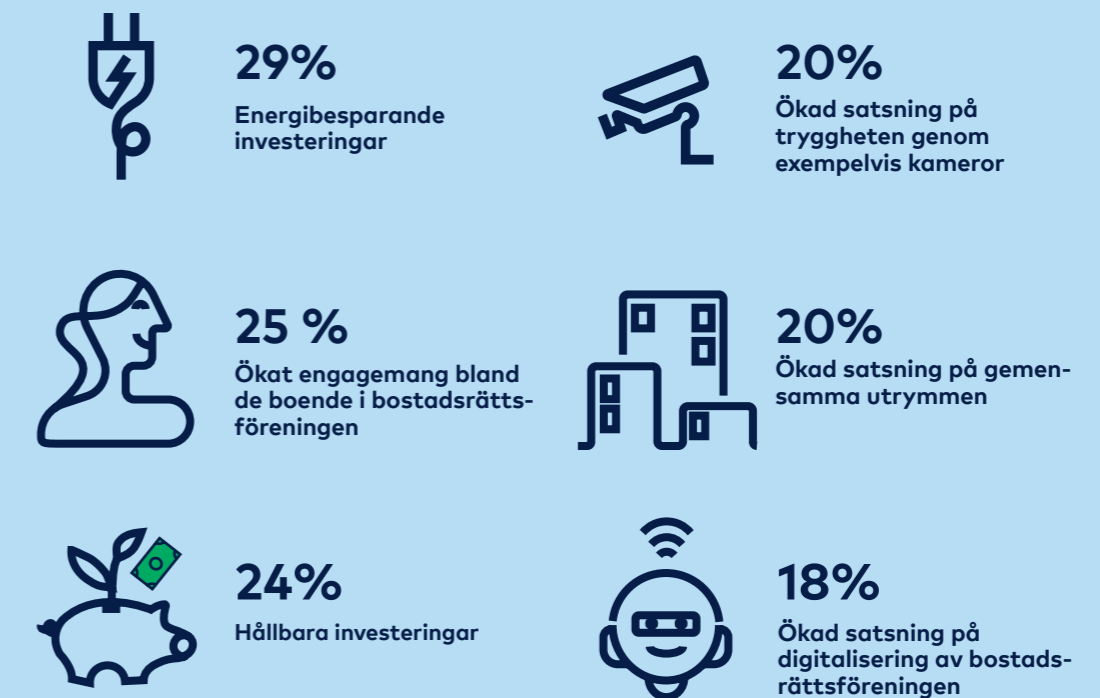 29%
Energibesparande
investeringar
25 %
Ökat engagemang bland
de boende i bostadsrätts-
föreningen
24%
Hållbara investeringar
20%
Ökad satsning på
tryggheten genom
exempelvis kameror
20%
Ökad satsning på gemen-
samma utrymmen
18%
Ökad satsning på
digitalisering av bostads-
rättsföreningen